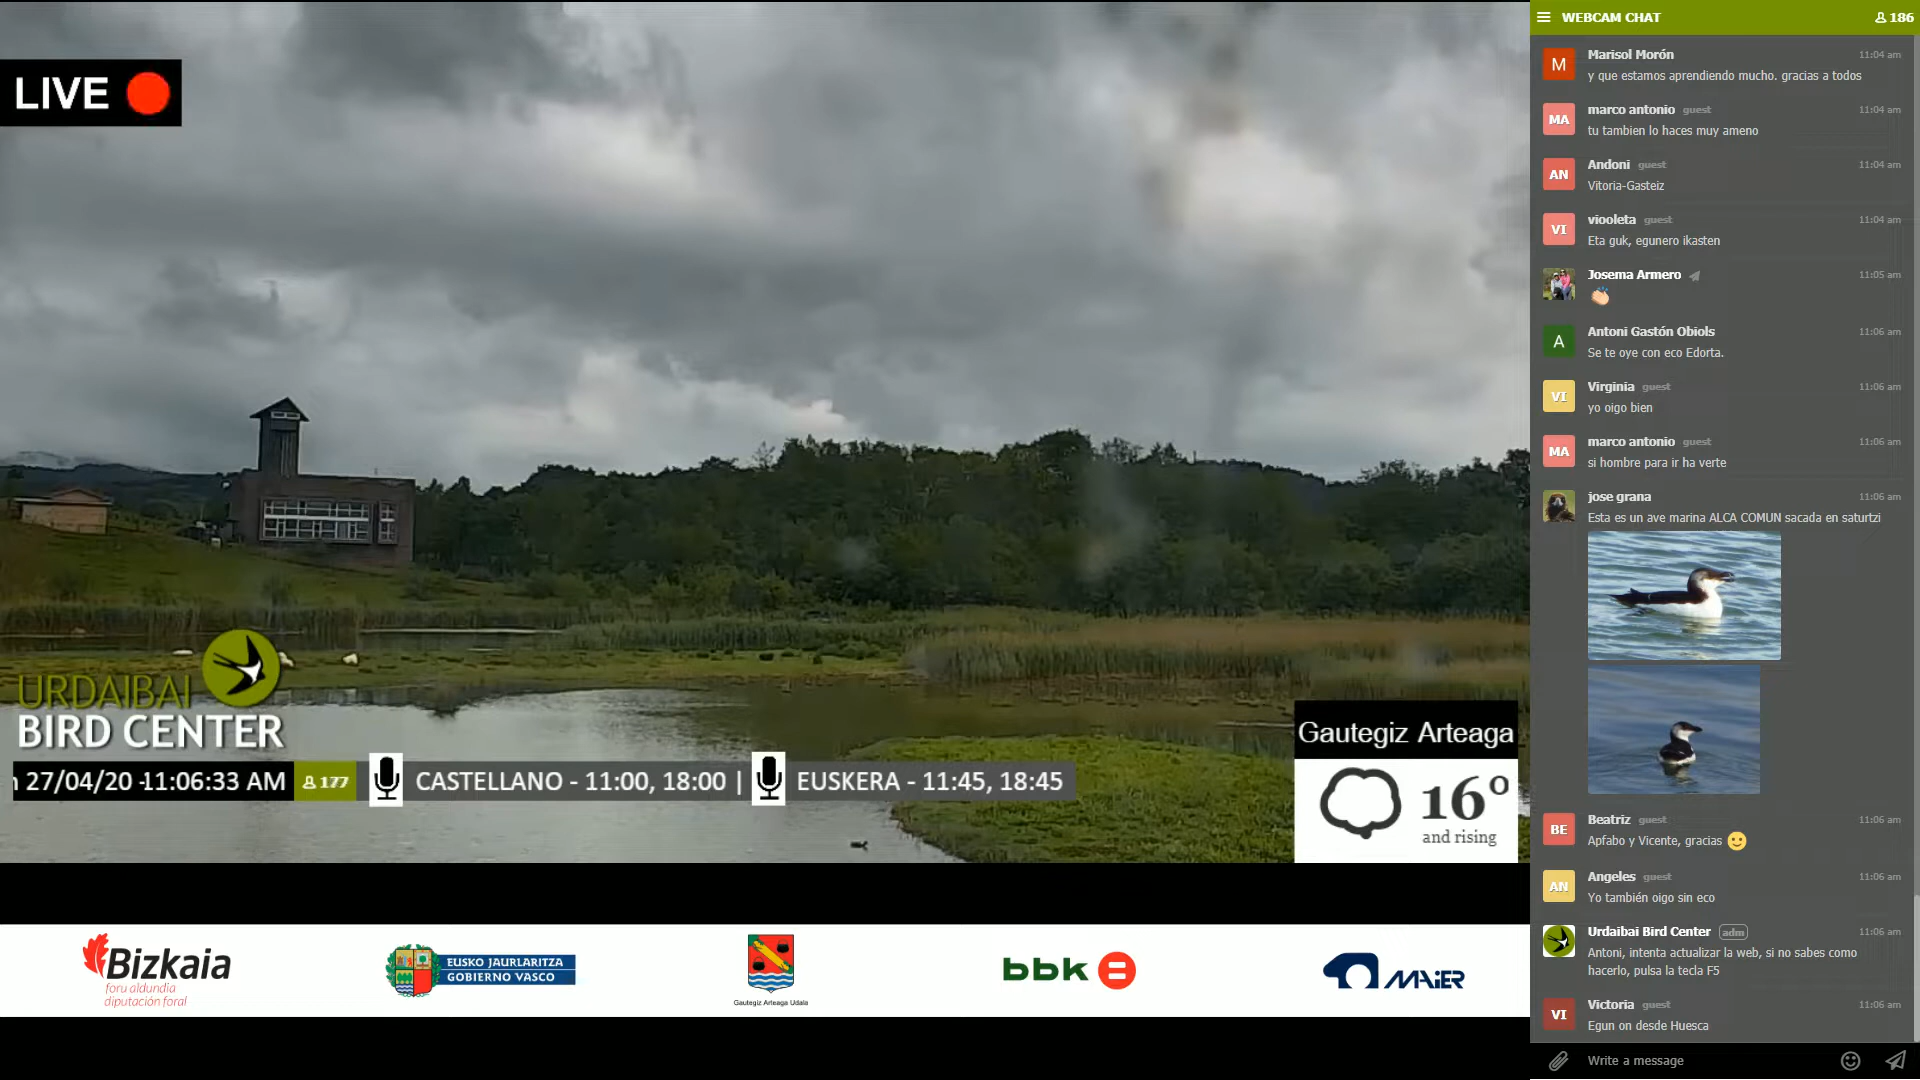 LIVE
URDAIBAI
BIRD CENTER
27/04/20 -11:06:33 AM
177
CASTELLANO - 11:00, 18:00 |
EUSKERA - 11:45, 18:45
Gautegiz Arteaga
16°
and rising
Bizkaia
foru aldundia
diputación foral
EUSKO JAURLARITZA
GOBIERNO VASCO
Gautegiz Arteaga Udala
bbk
MAIER
WEBCAM CHAT
186
M
Marisol Morón
11:04 am
y que estamos aprendiendo mucho. gracias a todos
MA
marco antonio guest
11:04 am
tu tambien lo haces muy ameno
AN
Andoni guest
11:04 am
Vitoria-Gasteiz
VI
viooleta guest
11:04 am
Eta guk, egunero ikasten
Josema Armero
11:05 am
A
Antoni Gastón Obiols
11:06 am
Se te oye con eco Edorta.
VI
Virginia guest
11:06 am
yo oigo bien
MA
marco antonio guest
11:06 am
si hombre para ir ha verte
jose grana
11:06 am
Esta es un ave marina ALCA COMUN sacada en saturtzi
BE
Beatriz guest
11:06 am
Apfabo y Vicente, gracias
AN
Angeles guest
11:06 am
Yo también oigo sin eco
Urdaibai Bird Center adm
11:06 am
Antoni, intenta actualizar la web, si no sabes como
hacerlo, pulsa la tecla F5
VI
Victoria guest
11:06 am
Egun on desde Huesca
Write a message